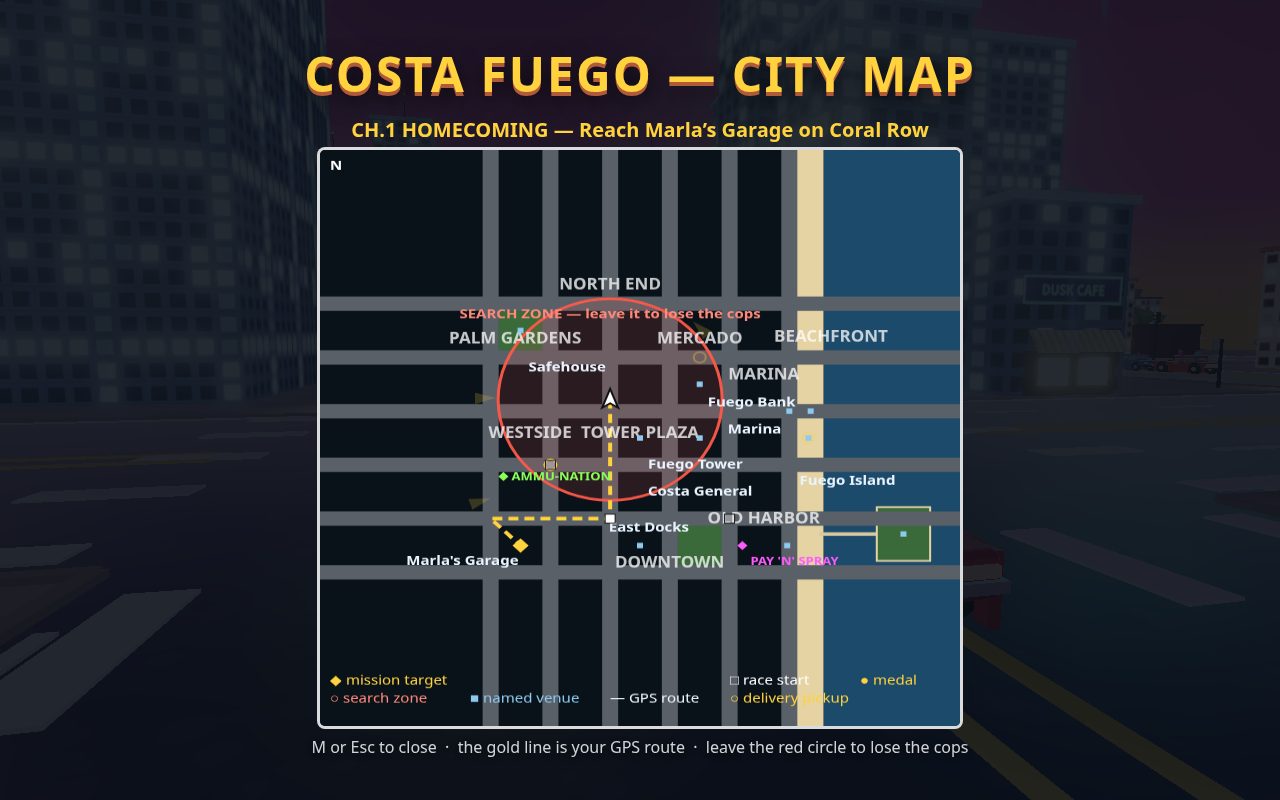 COSTA FUEGO — CITY MAP
CH.1 HOMECOMING — Reach Marla's Garage on Coral Row
N
NORTH END
SEARCH ZONE — leave it to lose the cops
PALM GARDENS
MERCADO
BEACHFRONT
DUSK CAFE
Safehouse
MARINA
Fuego Bank
WESTSIDE
TOWER PLAZA
Marina
Fuego Tower
◆ AMMU-NATION
Fuego Island
Costa General
OLD HARBOR
East Docks
Marla's Garage
DOWNTOWN
PAY 'N' SPRAY
◆ mission target
□ race start
● medal
○ search zone
■ named venue
— GPS route
○ delivery pickup
M or Esc to close · the gold line is your GPS route · leave the red circle to lose the cops